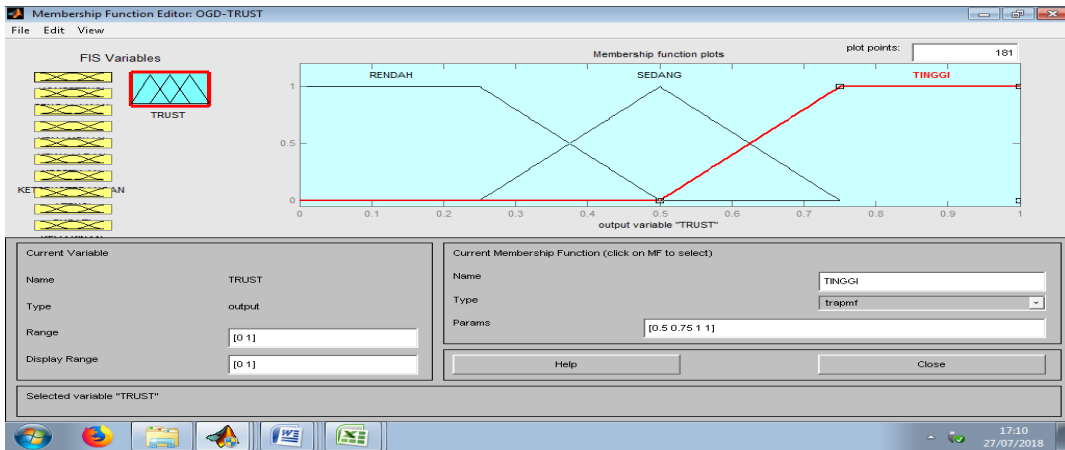 Membership Function Editor: OGD-TRUST
File Edit View
FIS Variables
TRUST
AN
Membership function plots
plot points:
181
RENDAH
SEDANG
TINGGI
1
0.5
0
0 0.1 0.2 0.3 0.4 0.5 0.6 0.7 0.8 0.9 1
output variable "TRUST"
Current Variable
Name TRUST
Type output
Range [0 1]
Display Range [0 1]
Current Membership Function (click on MF to select)
Name TINGGI
Type trapmf
Params [0.5 0.75 1 1]
Help
Close
Selected variable "TRUST"
17:10
27/07/2018